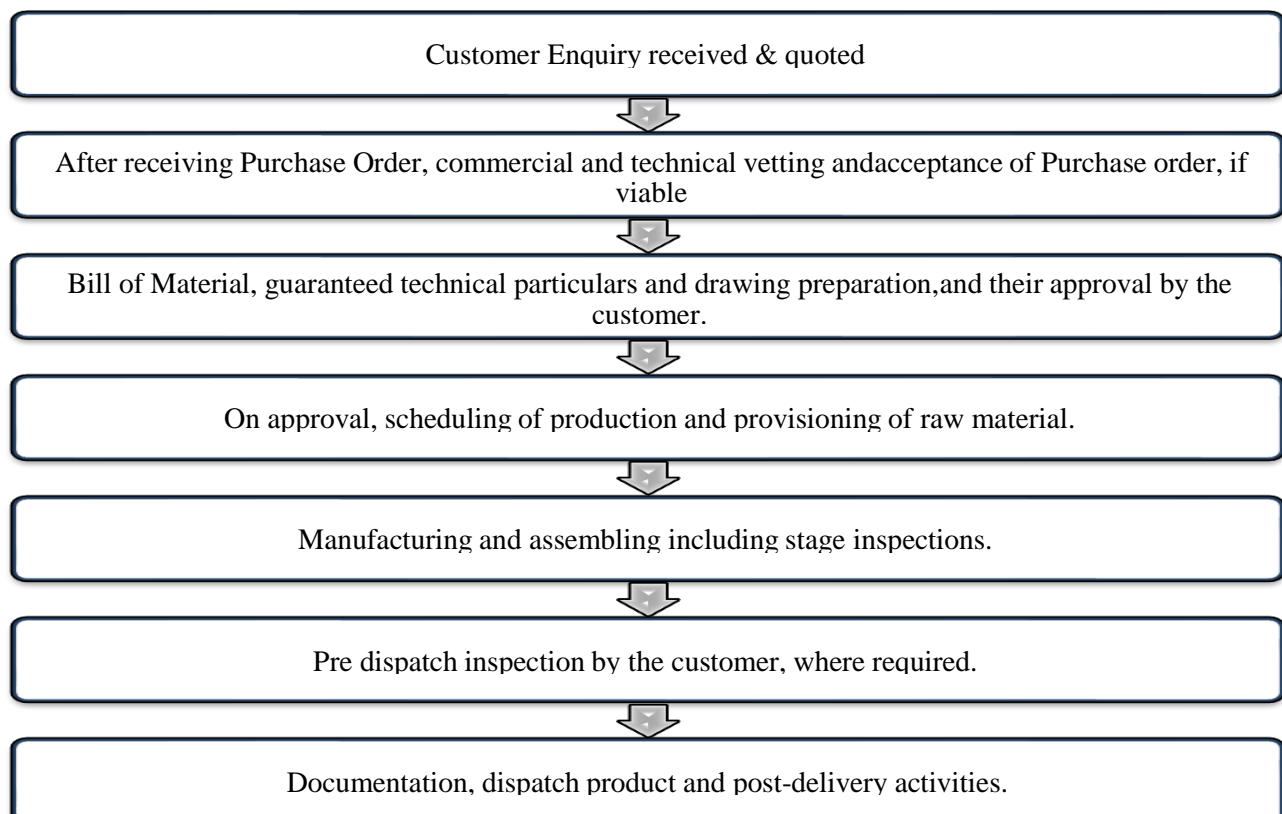 Customer Enquiry received & quoted
After receiving Purchase Order, commercial and technical vetting andacceptance of Purchase order, if
viable
Bill of Material, guaranteed technical particulars and drawing preparation,and their approval by the
customer.
On approval, scheduling of production and provisioning of raw material.
Manufacturing and assembling including stage inspections.
Pre dispatch inspection by the customer, where required.
Documentation, dispatch product and post-delivery activities.